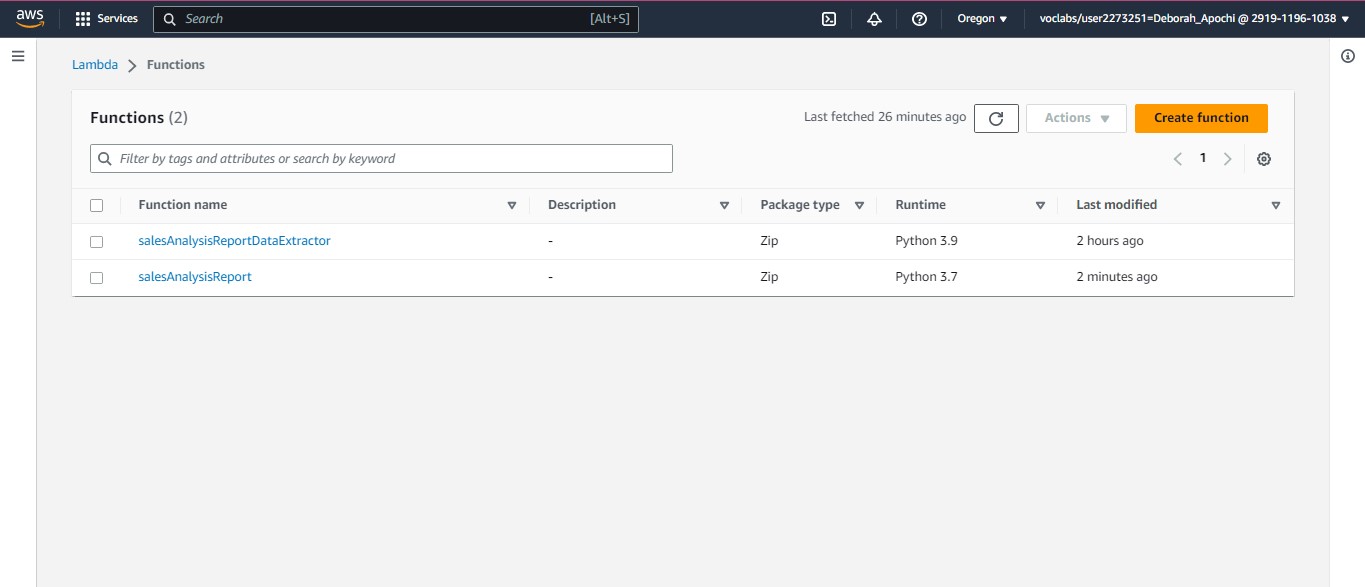 aws Services Search [Alt+S] Oregon voclabs/user2273251=Deborah_Apochi @ 2919-1196-1038
Lambda Functions
Functions (2) Last fetched 26 minutes ago Actions Create function
Filter by tags and attributes or search by keyword 1
Function name Description Package type Runtime Last modified
salesAnalysisReportDataExtractor - Zip Python 3.9 2 hours ago
salesAnalysisReport - Zip Python 3.7 2 minutes ago